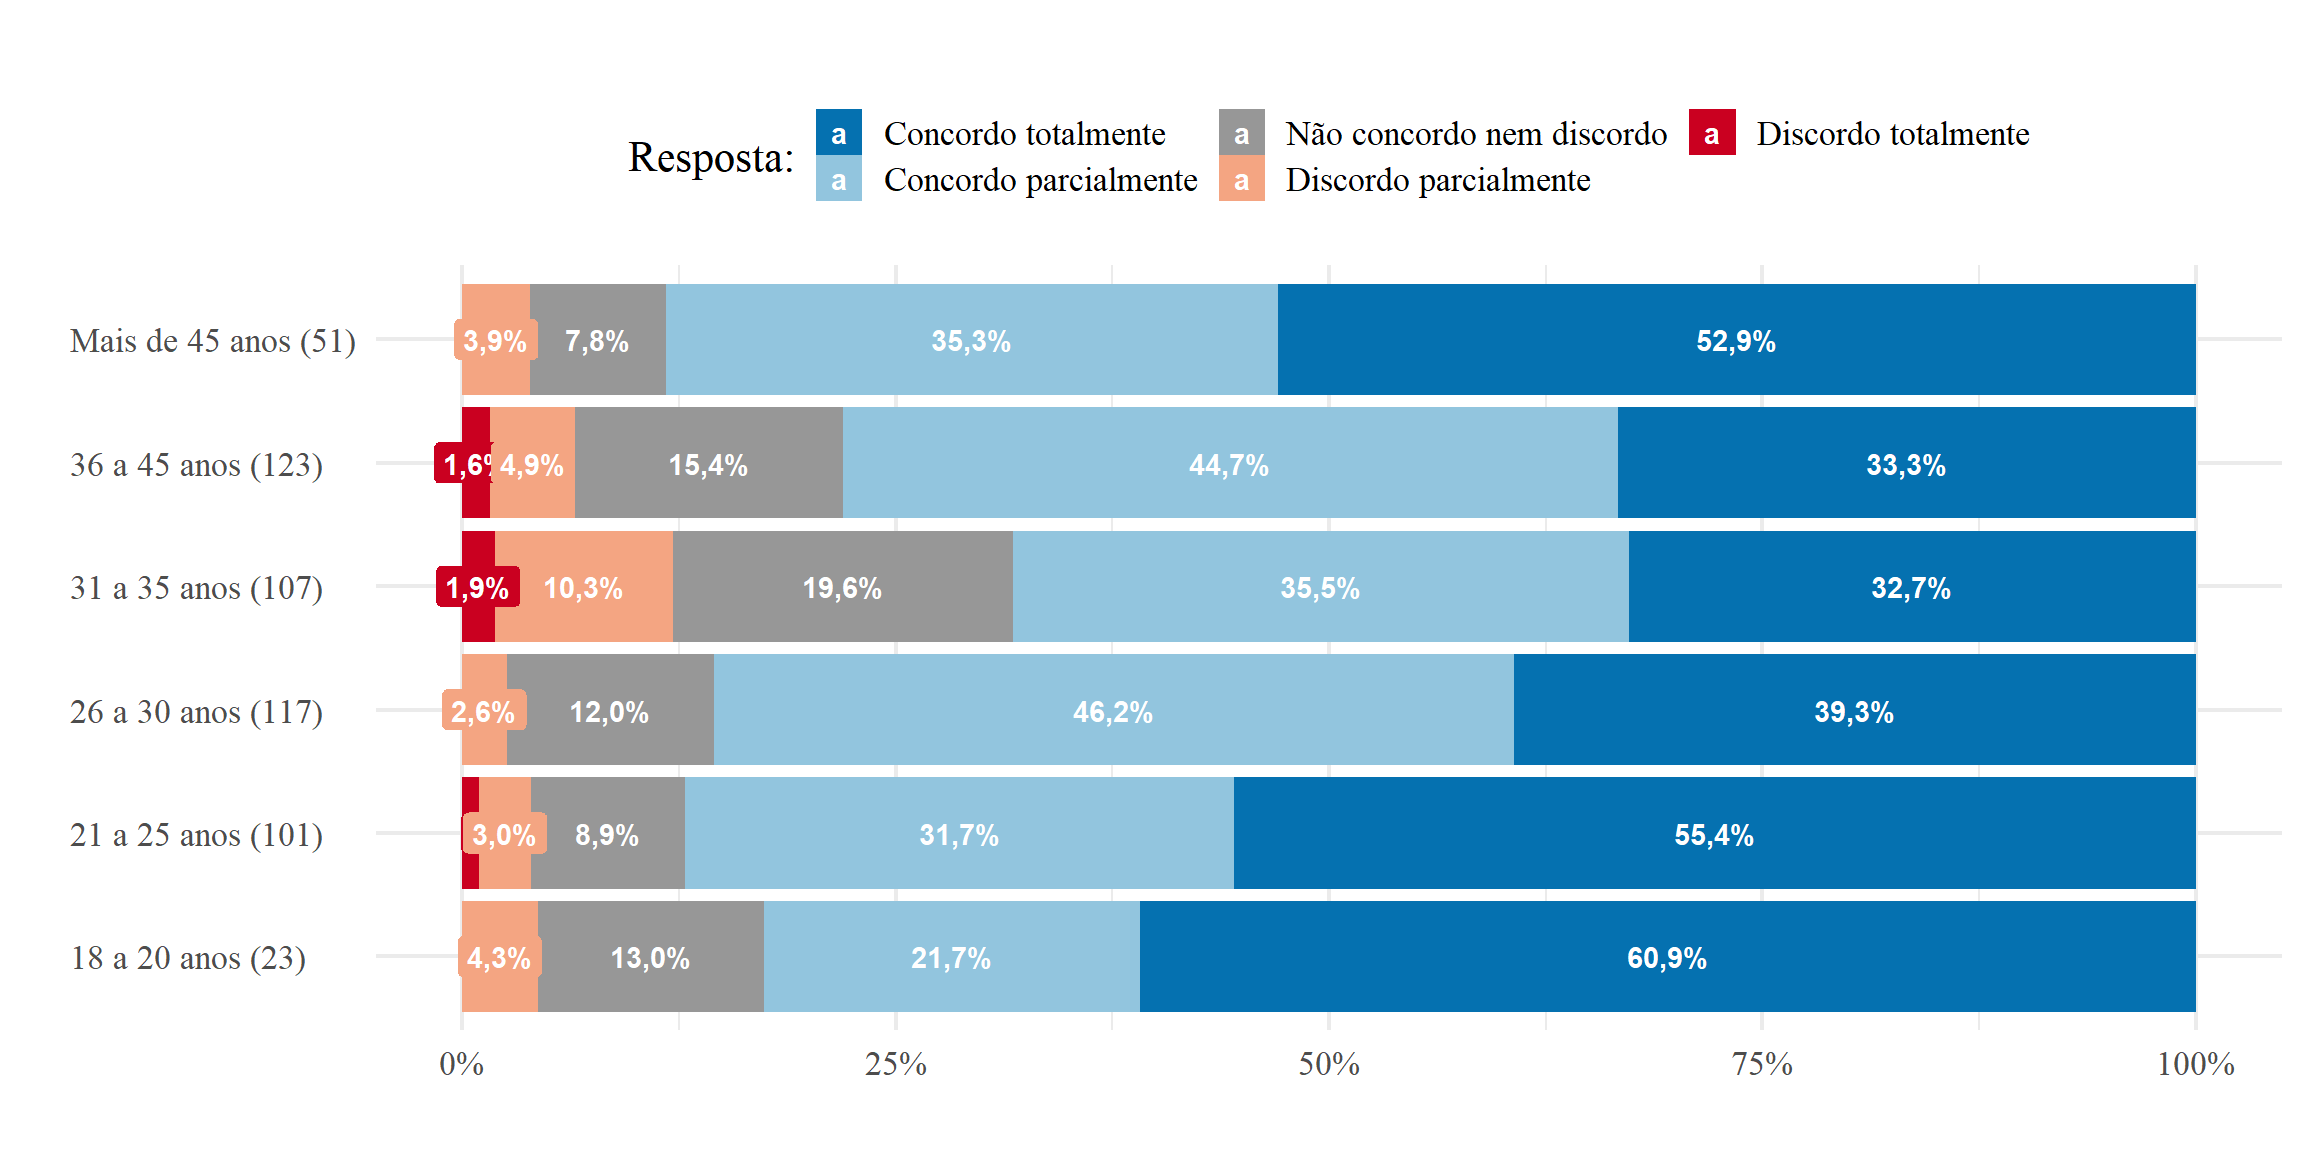 Resposta:
a Concordo totalmente
a Concordo parcialmente
a Não concordo nem discordo
a Discordo parcialmente
a Discordo totalmente
Mais de 45 anos (51) 3,9% 7,8% 35,3% 52,9%
36 a 45 anos (123) 1,6% 4,9% 15,4% 44,7% 33,3%
31 a 35 anos (107) 1,9% 10,3% 19,6% 35,5% 32,7%
26 a 30 anos (117) 2,6% 12,0% 46,2% 39,3%
21 a 25 anos (101) 3,0% 8,9% 31,7% 55,4%
18 a 20 anos (23) 4,3% 13,0% 21,7% 60,9%
0% 25% 50% 75% 100%